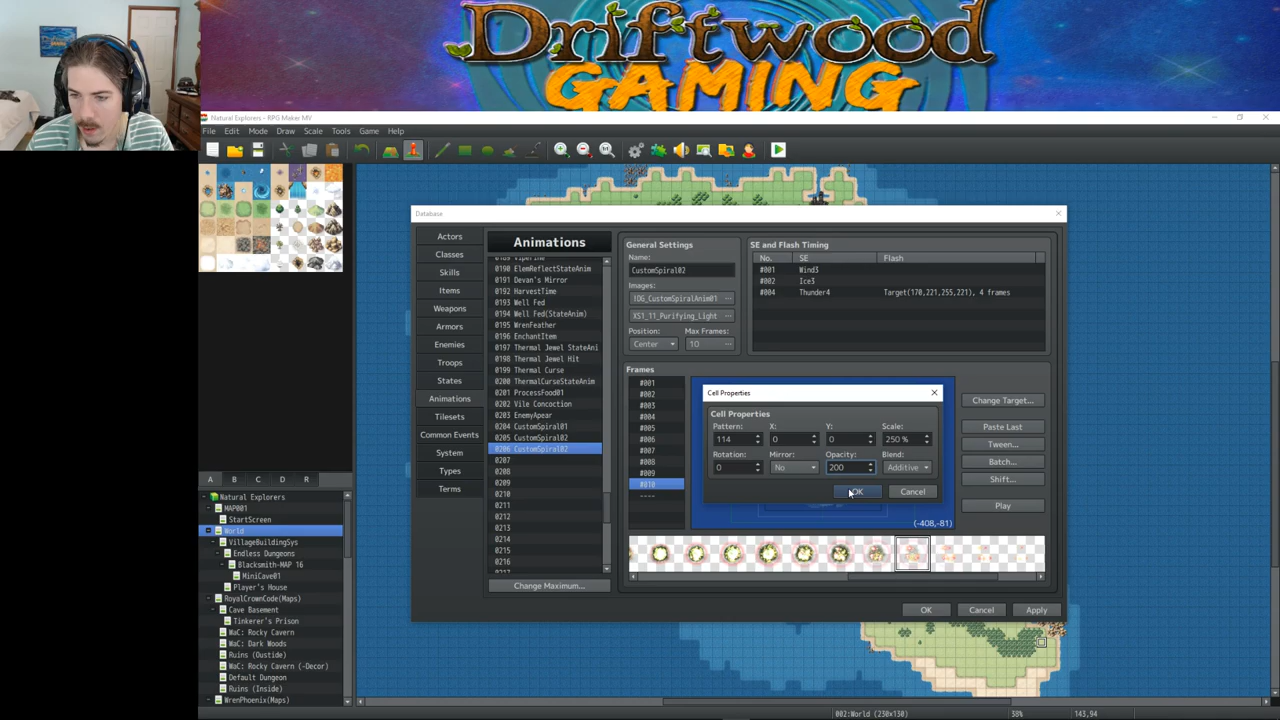 Driftwood
GAMING
Natural Explorers - RPG Maker MV
File Edit Mode Draw Scale Tools Game Help
Database
Actors
Classes
Skills
Items
Weapons
Armors
Enemies
Troops
States
Animations
Tilesets
Common Events
System
Types
Terms
Animations
0190 ElemReflectStateAnim
0191 Devan's Mirror
0192 HarvestTime
0193 Well Fed
0194 Well Fed(StateAnim)
0195 WrenFeather
0196 EnchantItem
0197 Thermal Jewel StateAni
0198 Thermal Jewel Hit
0199 Thermal Curse
0200 ThermalCurseStateAnim
0201 ProcessFood01
0202 Vile Concoction
0203 EnemyApear
0204 CustomSpiral01
0205 CustomSpiral02
0206 CustomSpiral02
0207
0208
0209
0210
0211
0212
0213
0214
0215
0216
0217
Change Maximum...
General Settings
Name:
CustomSpiral02
Images:
IDG_CustomSpiralAnim01 ...
XS1_11_Purifying_Light ...
Position: Max Frames:
Center 10 ...
SE and Flash Timing
No. SE Flash
#001 Wind3
#002 Ice3
#004 Thunder4 Target(170,221,255,221), 4 frames
Frames
#001
#002
#003
#004
#005
#006
#007
#008
#009
#010
----
Cell Properties
Cell Properties
Pattern: X: Y: Scale:
114 0 0 250 %
Rotation: Mirror: Opacity: Blend:
0 No 200 Additive
OK Cancel
(-408,-81)
Change Target...
Paste Last
Tween...
Batch...
Shift...
Play
OK Cancel Apply
A B C D R
Natural Explorers
MAP001
StartScreen
World
VillageBuildingSys
Endless Dungeons
Blacksmith-MAP 16
MiniCave01
Player's House
RoyalCrownCode(Maps)
Cave Basement
Tinkerer's Prison
WaC: Rocky Cavern
WaC: Dark Woods
Ruins (Oustide)
WaC: Rocky Cavern (-Decor)
Default Dungeon
Ruins (Inside)
WrenPhoenix(Maps)
002:World (230x130) 38% 143,94